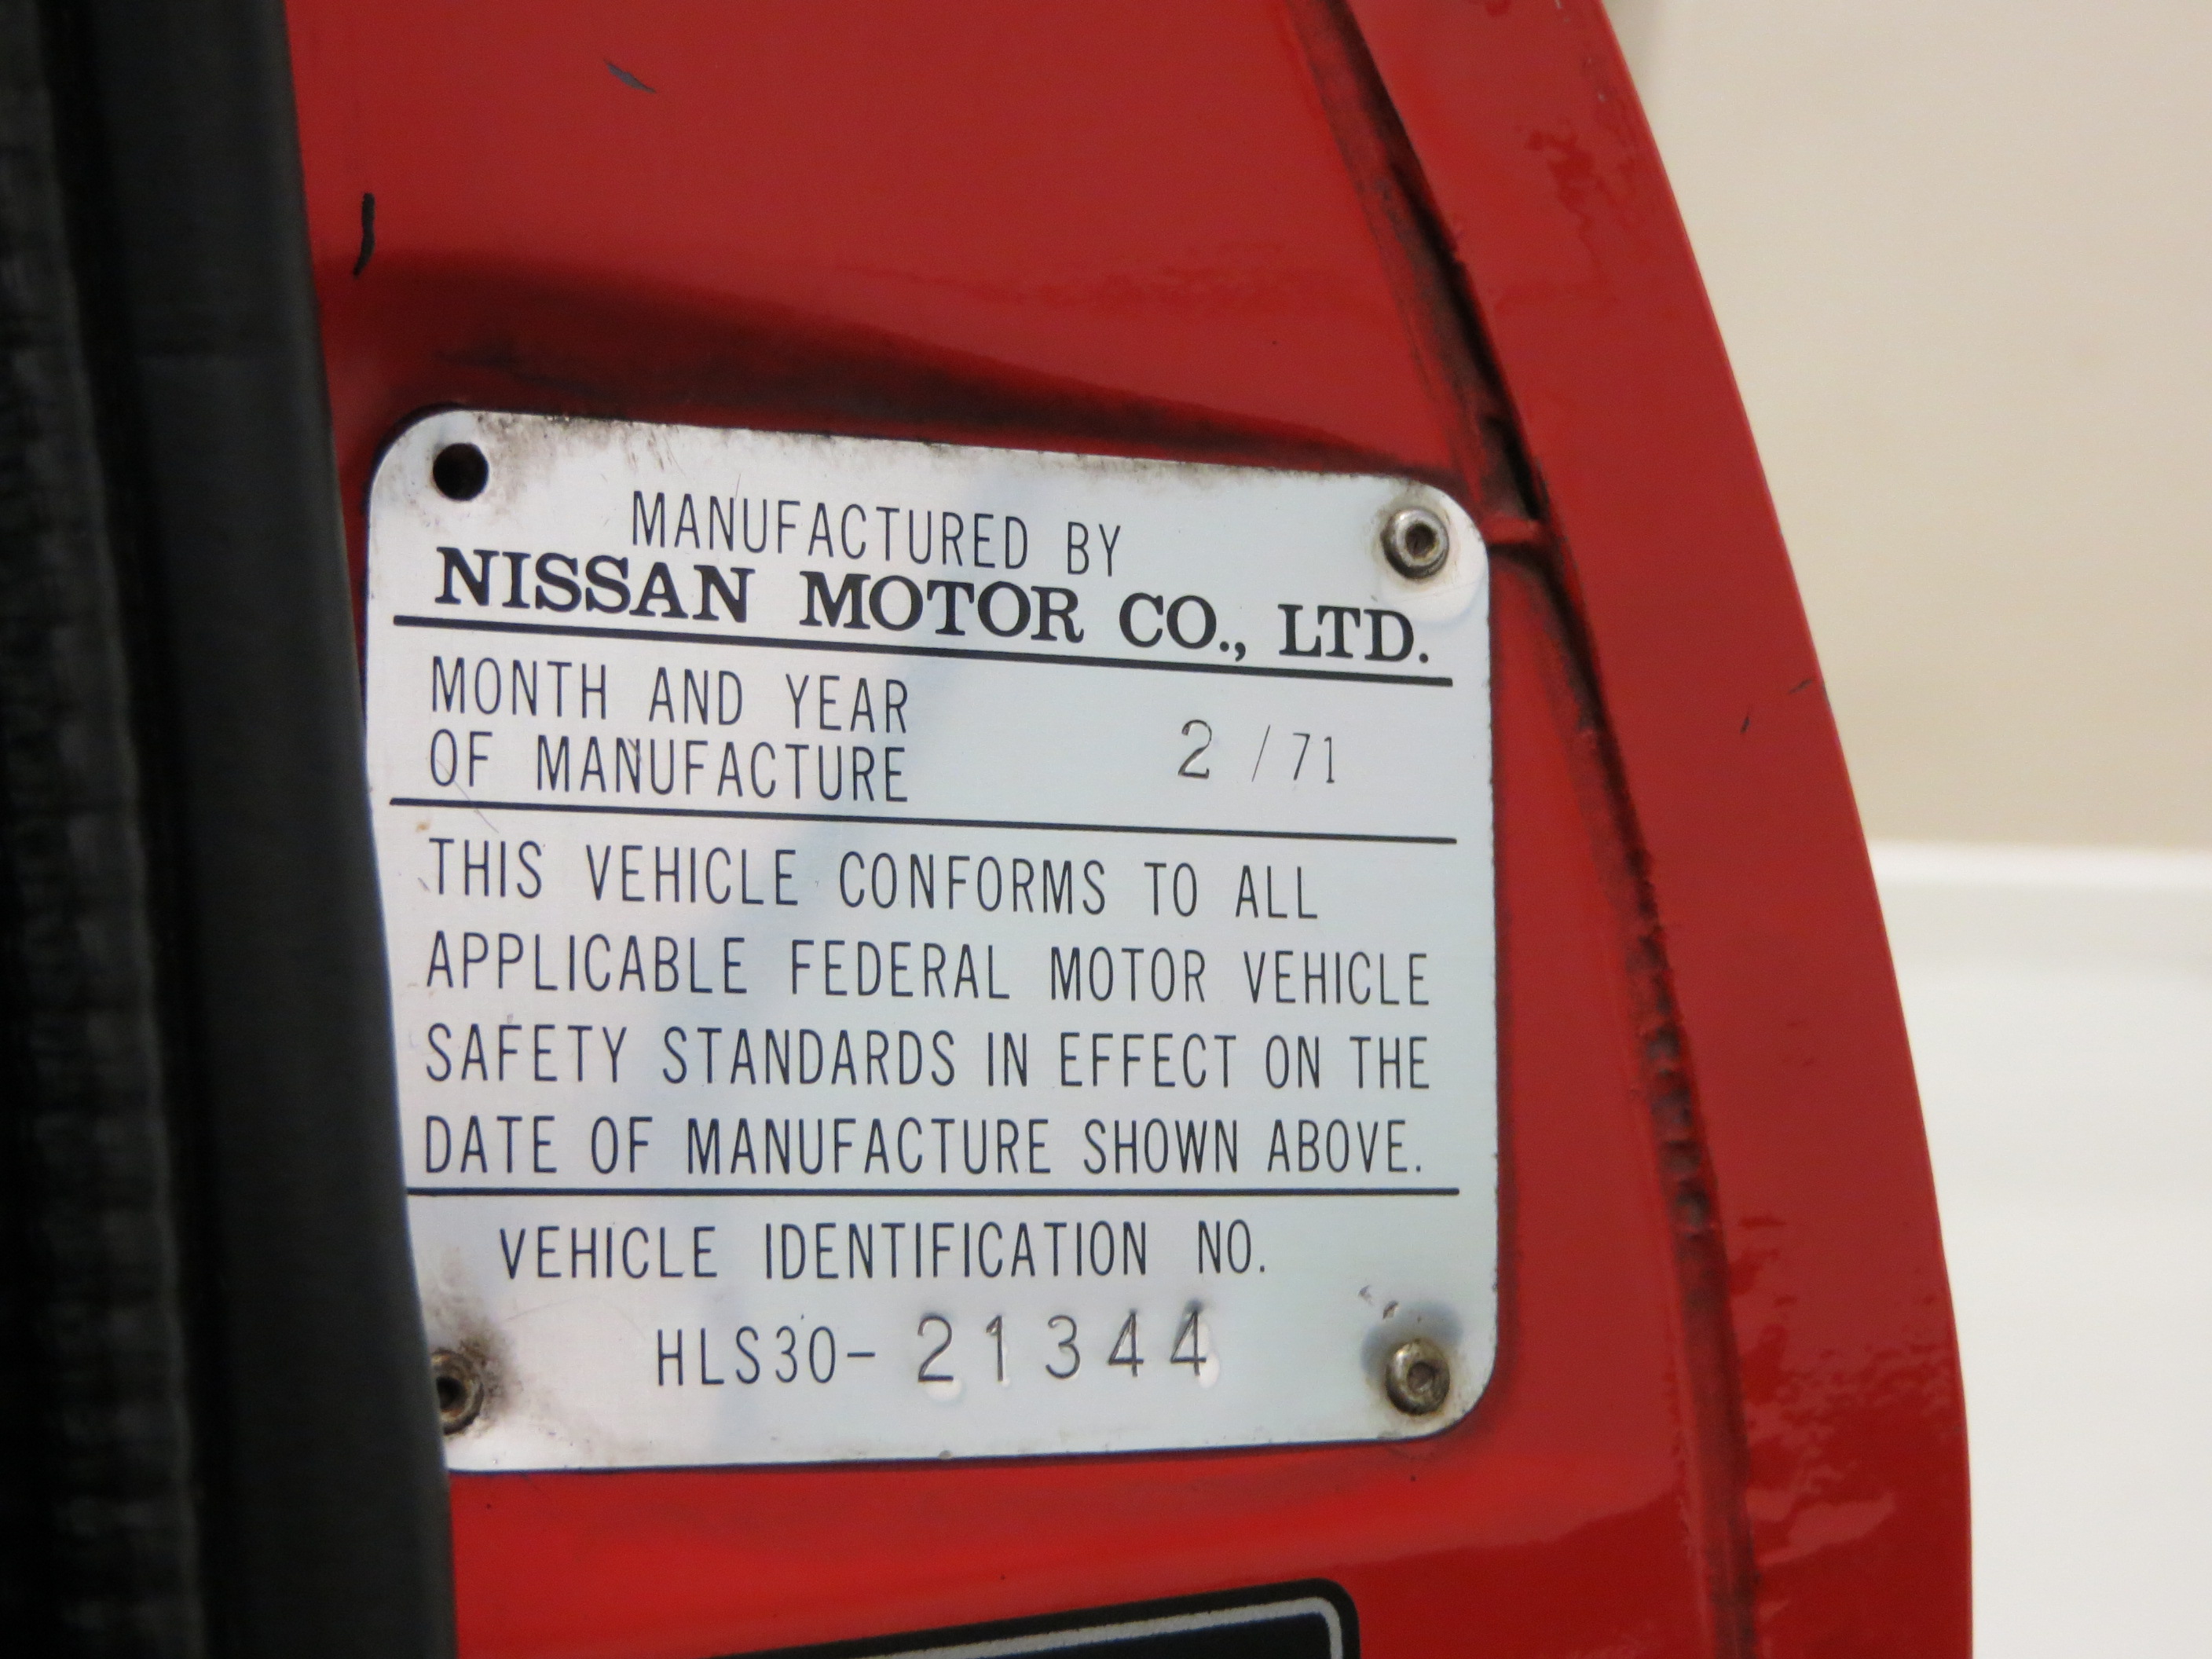 MANUFACTURED BY
NISSAN MOTOR CO., LTD.
MONTH AND YEAR
OF MANUFACTURE 2 / 71
THIS VEHICLE CONFORMS TO ALL
APPLICABLE FEDERAL MOTOR VEHICLE
SAFETY STANDARDS IN EFFECT ON THE
DATE OF MANUFACTURE SHOWN ABOVE.
VEHICLE IDENTIFICATION NO.
HLS30- 21344